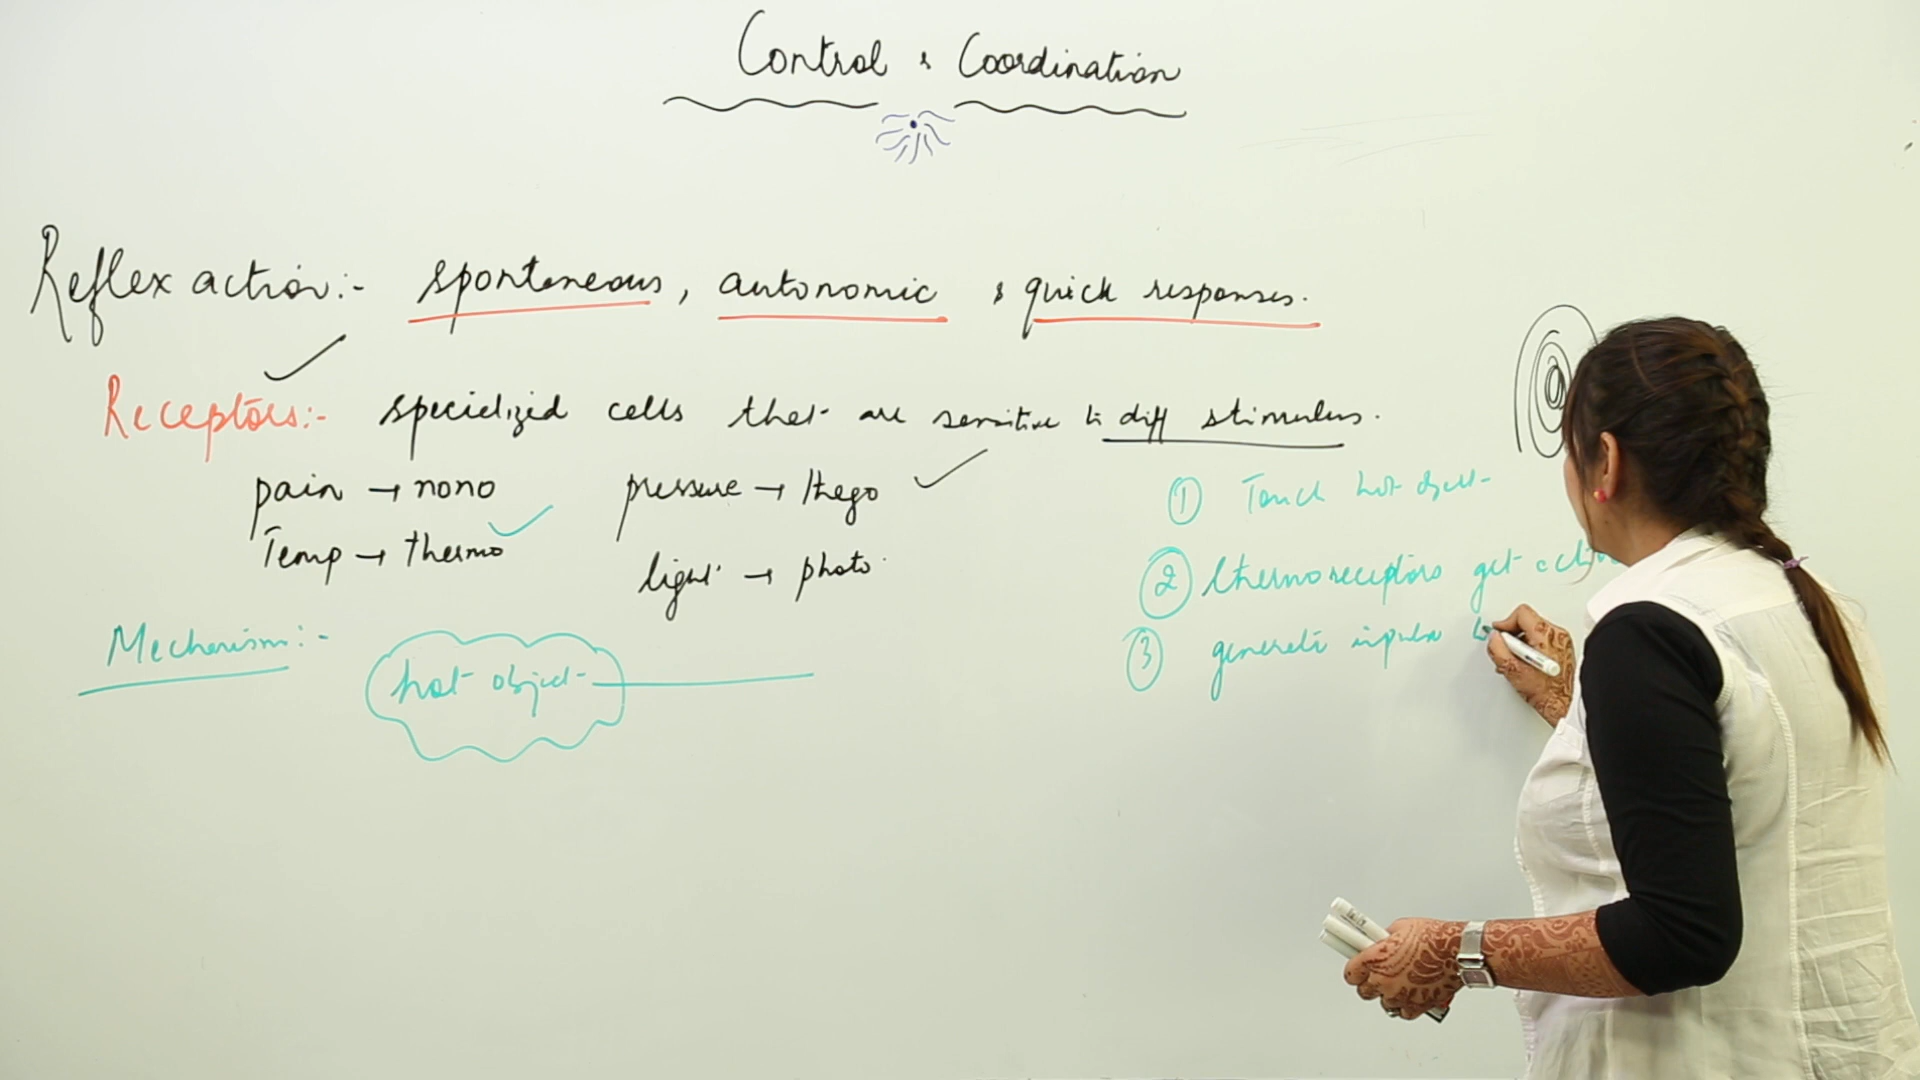 Control & Coordination
Reflex action:- spontaneous, autonomic & quick responses.
Receptors:- specialized cells that are sensitive to diff stimulus.
pain → nono
pressure → thego
Temp → thermo
light → photo
Mechanism:-
hot object
① Touch hot object
② thermoreceptors get
③ generate impulse